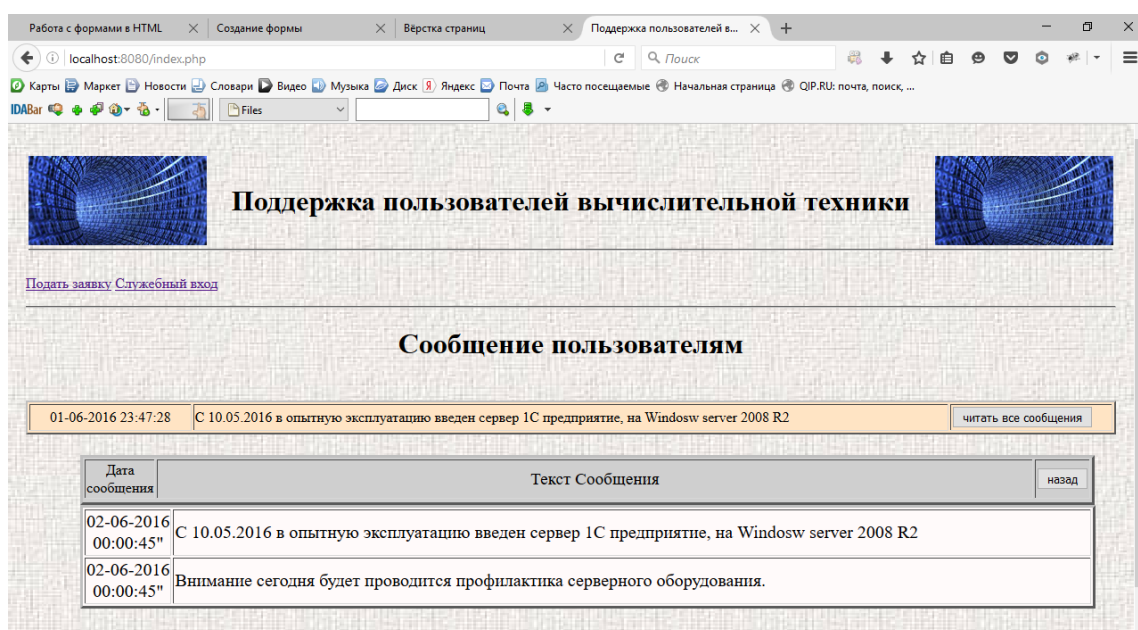 Работа с формами в HTML
Создание формы
Вёрстка страниц
Поддержка пользователей в...
localhost:8080/index.php
Поиск
Карты Маркет Новости Словари Видео Музыка Диск Яндекс Почта Часто посещаемые Начальная страница QIP.RU: почта, поиск, ...
IDABar Files
Поддержка пользователей вычислительной техники
Подать заявку Служебный вход
Сообщение пользователям
01-06-2016 23:47:28 С 10.05.2016 в опытную эксплуатацию введен сервер 1С предприятие, на Windosw server 2008 R2 читать все сообщения
Дата
сообщения
Текст Сообщения
назад
02-06-2016
00:00:45"
С 10.05.2016 в опытную эксплуатацию введен сервер 1С предприятие, на Windosw server 2008 R2
02-06-2016
00:00:45"
Внимание сегодня будет проводится профилактика серверного оборудования.